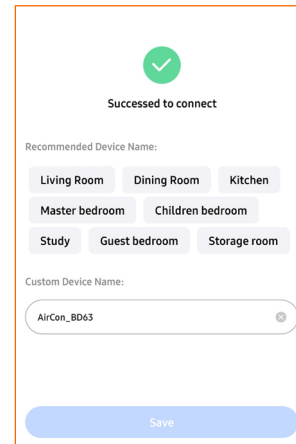 Successed to connect
Recommended Device Name:
Living Room Dining Room Kitchen
Master bedroom Children bedroom
Study Guest bedroom Storage room
Custom Device Name:
AirCon_BD63
Save